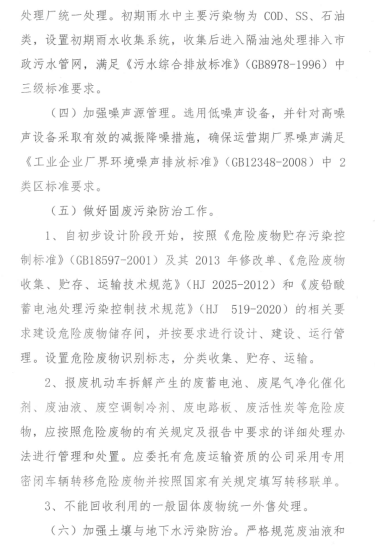 处理厂统一处理。初期雨水中主要污染物为 COD、SS、石油
类，设置初期雨水收集系统，收集后进入隔油池处理排入市
政污水管网，满足《污水综合排放标准》（GB8978-1996）中
三级标准要求。
（四）加强噪声源管理。选用低噪声设备，并针对高噪
声设备采取有效的减振降噪措施，确保运营期厂界噪声满足
《工业企业厂界环境噪声排放标准》（GB12348-2008）中 2
类区标准要求。
（五）做好固废污染防治工作。
1、自初步设计阶段开始，按照《危险废物贮存污染控
制标准》（GB18597-2001）及其 2013 年修改单、《危险废物
收集、贮存、运输技术规范》（HJ 2025-2012）和《废铅酸
蓄电池处理污染控制技术规范》（HJ 519-2020）的相关要
求建设危险废物储存间，并按要求进行设计、建设、运行管
理。设置危险废物识别标志，分类收集、贮存、运输。
2、报废机动车拆解产生的废蓄电池、废尾气净化催化
剂、废油液、废空调制冷剂、废电路板、废活性炭等危险废
物，应按照危险废物的有关规定及报告中要求的详细处理办
法进行管理和处置。应委托有危废运输资质的公司采用专用
密闭车辆转移危险废物并按照国家有关规定填写转移联单。
3、不能回收利用的一般固体废物统一外售处理。
（六）加强土壤与地下水污染防治。严格规范废油液和